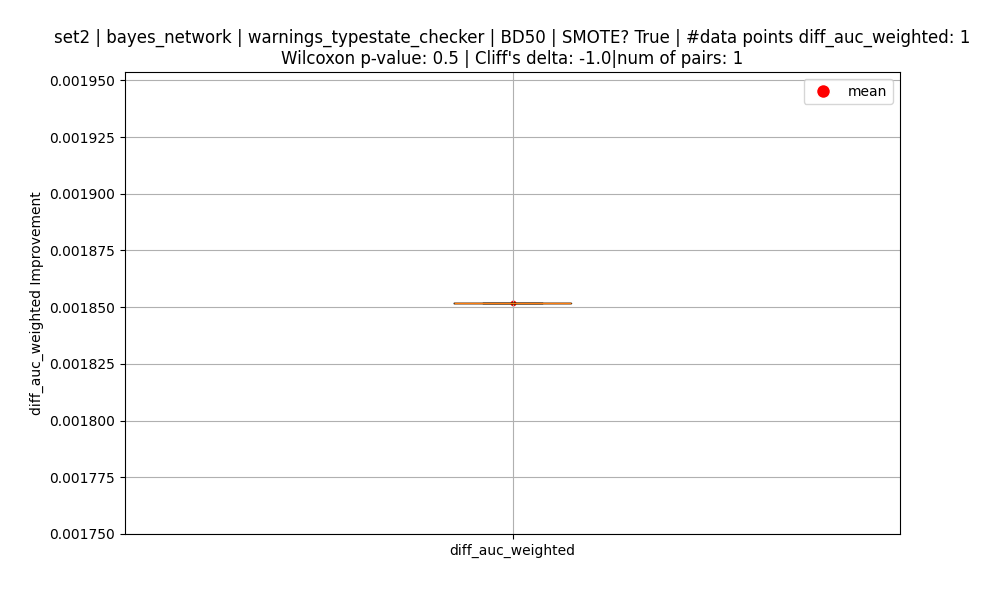 set2 | bayes_network | warnings_typestate_checker | BD50 | SMOTE? True | #data points diff_auc_weighted: 1
Wilcoxon p-value: 0.5 | Cliff's delta: -1.0|num of pairs: 1
mean
0.001950
0.001925
0.001900
0.001875
0.001850
0.001825
0.001800
0.001775
0.001750
diff_auc_weighted Improvement
diff_auc_weighted